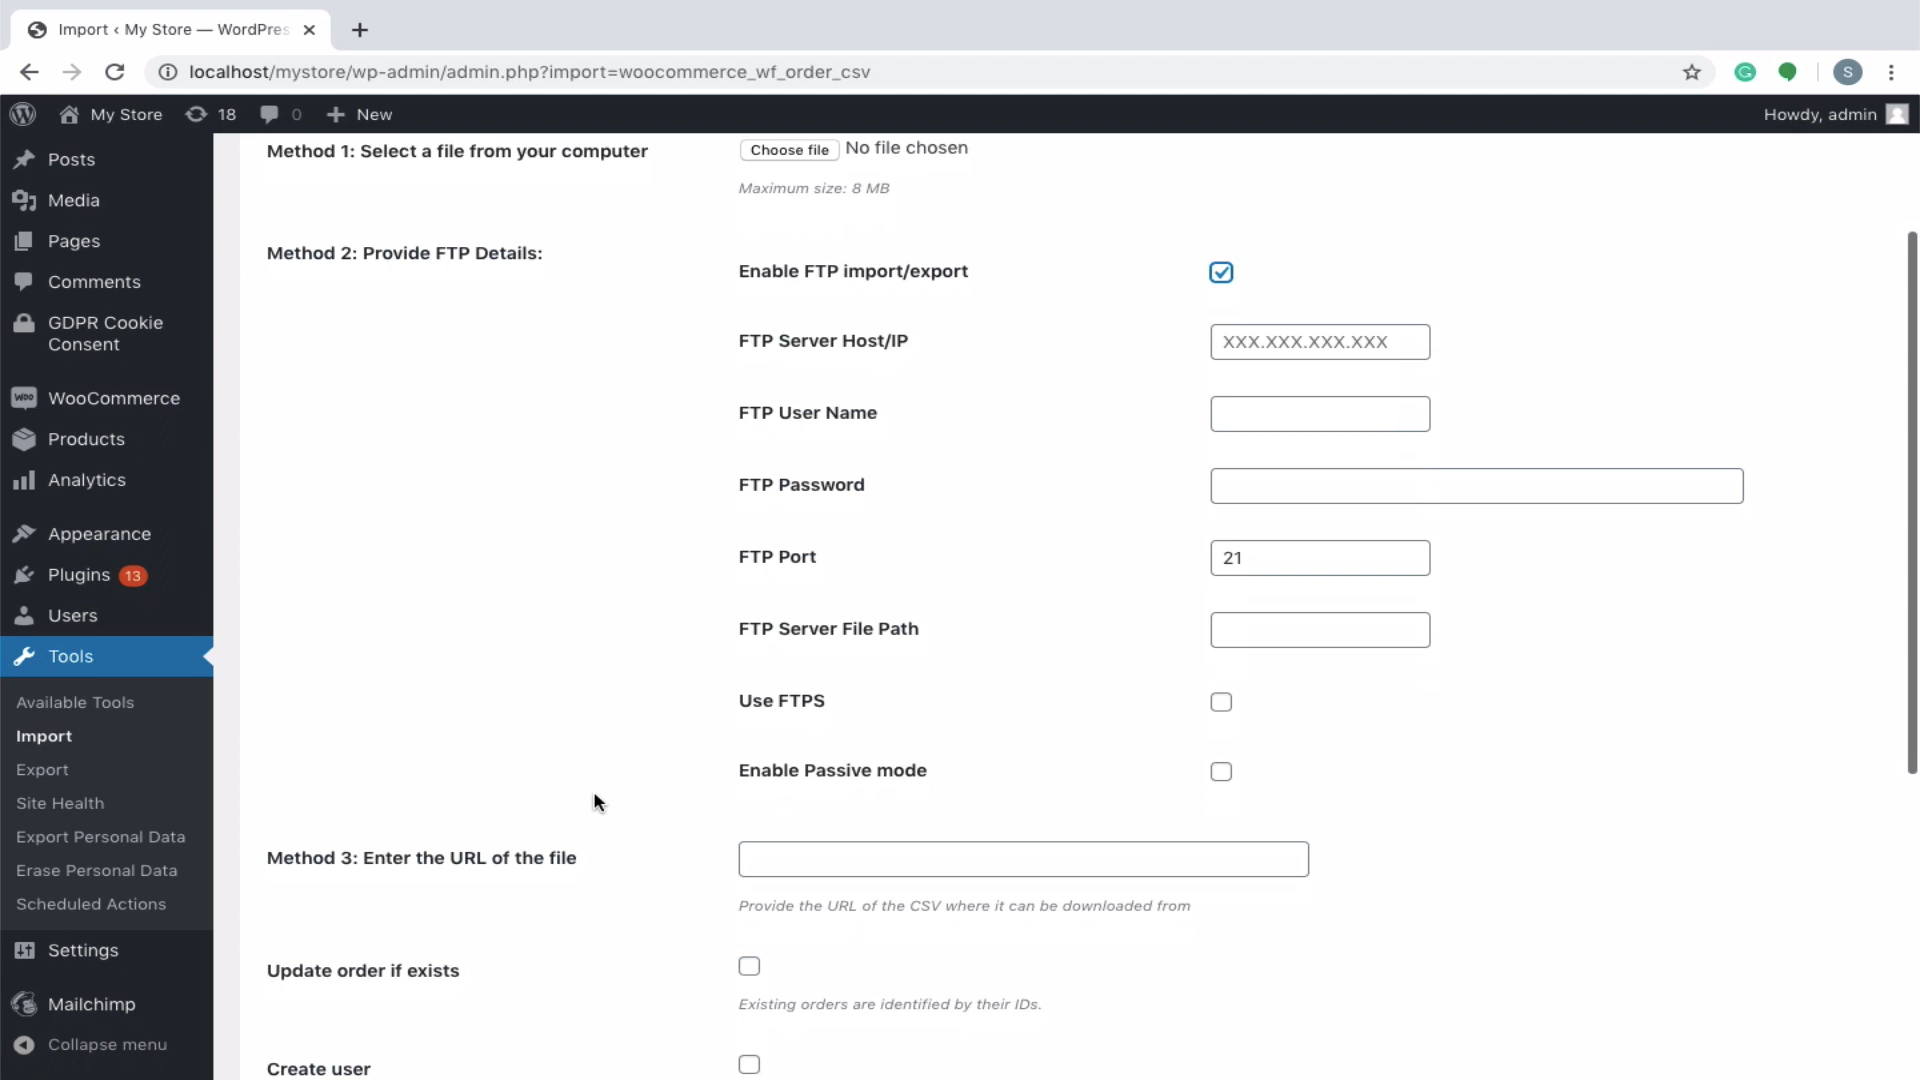 Import ‹ My Store — WordPres
localhost/mystore/wp-admin/admin.php?import=woocommerce_wf_order_csv
S
My Store 18 0 New
Howdy, admin
Posts
Media
Pages
Comments
GDPR Cookie
Consent
WooCommerce
Products
Analytics
Appearance
Plugins 13
Users
Tools
Available Tools
Import
Export
Site Health
Export Personal Data
Erase Personal Data
Scheduled Actions
Settings
Mailchimp
Collapse menu
Method 1: Select a file from your computer
Choose file No file chosen
Maximum size: 8 MB
Method 2: Provide FTP Details:
Enable FTP import/export
FTP Server Host/IP
XXX.XXX.XXX.XXX
FTP User Name
FTP Password
FTP Port
21
FTP Server File Path
Use FTPS
Enable Passive mode
Method 3: Enter the URL of the file
Provide the URL of the CSV where it can be downloaded from
Update order if exists
Existing orders are identified by their IDs.
Create user